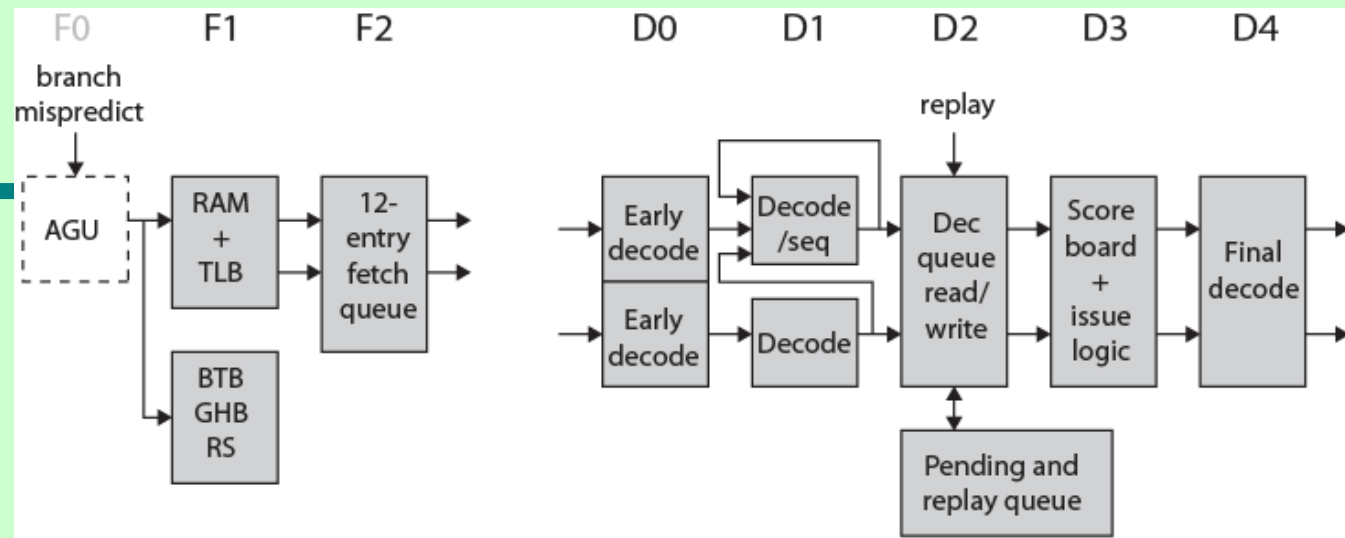 F0
F1
F2
D0
D1
D2
D3
D4
branch
mispredict
replay
AGU
RAM
+
TLB
12-
entry
fetch
queue
BTB
GHB
RS
Early
decode
Early
decode
Decode
/seq
Decode
Dec
queue
read/
write
Score
board
+
issue
logic
Final
decode
Pending and
replay queue